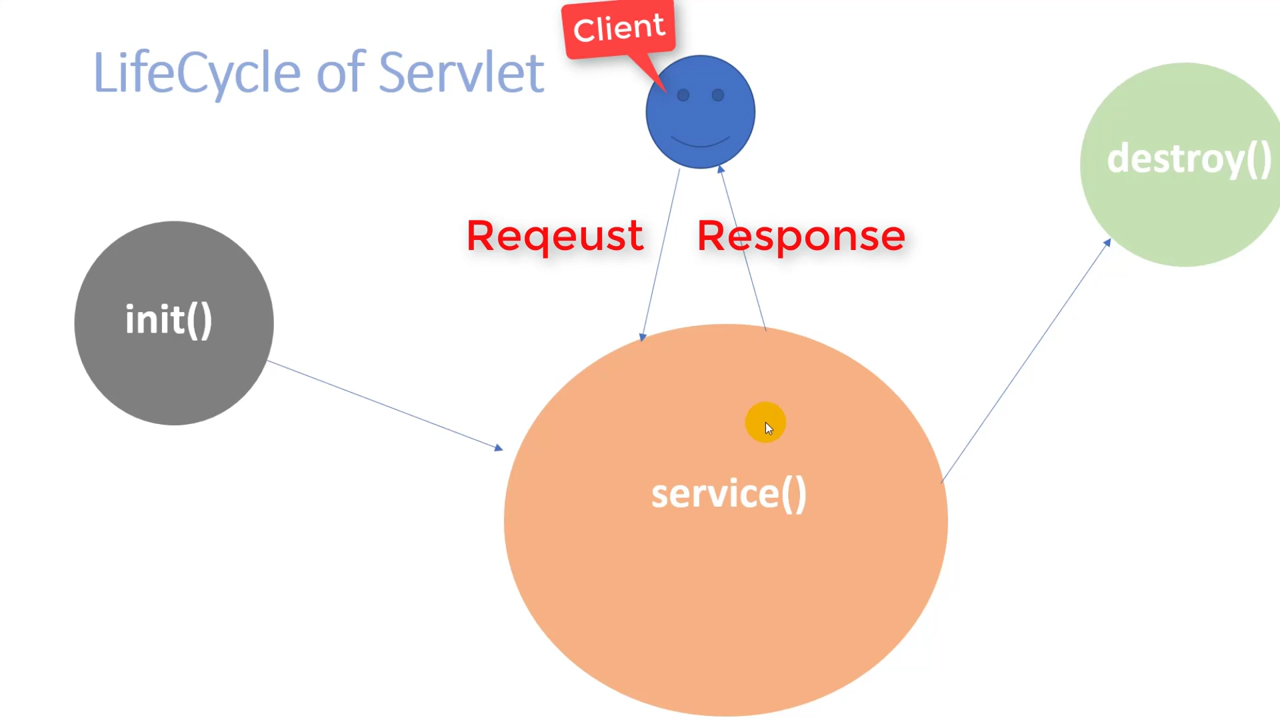 Client
LifeCycle of Servlet
destroy()
Reqeust
Response
init()
service()